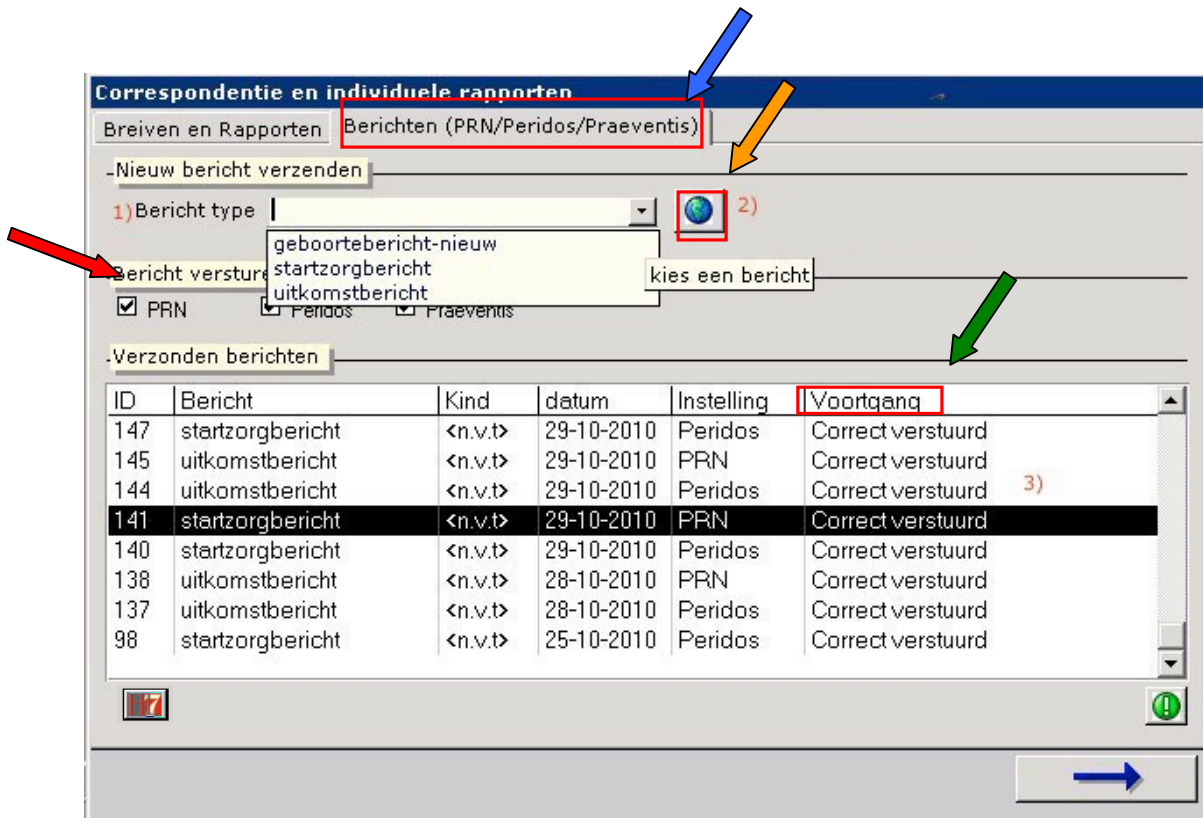 Correspondentie en individuele rapporten
Breiven en Rapporten Berichten (PRN/Peridos/Praeventis)
Nieuw bericht verzenden
1) Bericht type 2)
geboortebericht-nieuw
startzorgbericht
uitkomstbericht
kies een bericht
Bericht versture
PRN Peridos Praeventis
Verzonden berichten
ID Bericht Kind datum Instelling Voortgang
147 startzorgbericht <n.v.t> 29-10-2010 Peridos Correct verstuurd
145 uitkomstbericht <n.v.t> 29-10-2010 PRN Correct verstuurd
144 uitkomstbericht <n.v.t> 29-10-2010 Peridos Correct verstuurd 3)
141 startzorgbericht <n.v.t> 29-10-2010 PRN Correct verstuurd
140 startzorgbericht <n.v.t> 29-10-2010 Peridos Correct verstuurd
138 uitkomstbericht <n.v.t> 28-10-2010 PRN Correct verstuurd
137 uitkomstbericht <n.v.t> 28-10-2010 Peridos Correct verstuurd
98 startzorgbericht <n.v.t> 25-10-2010 Peridos Correct verstuurd